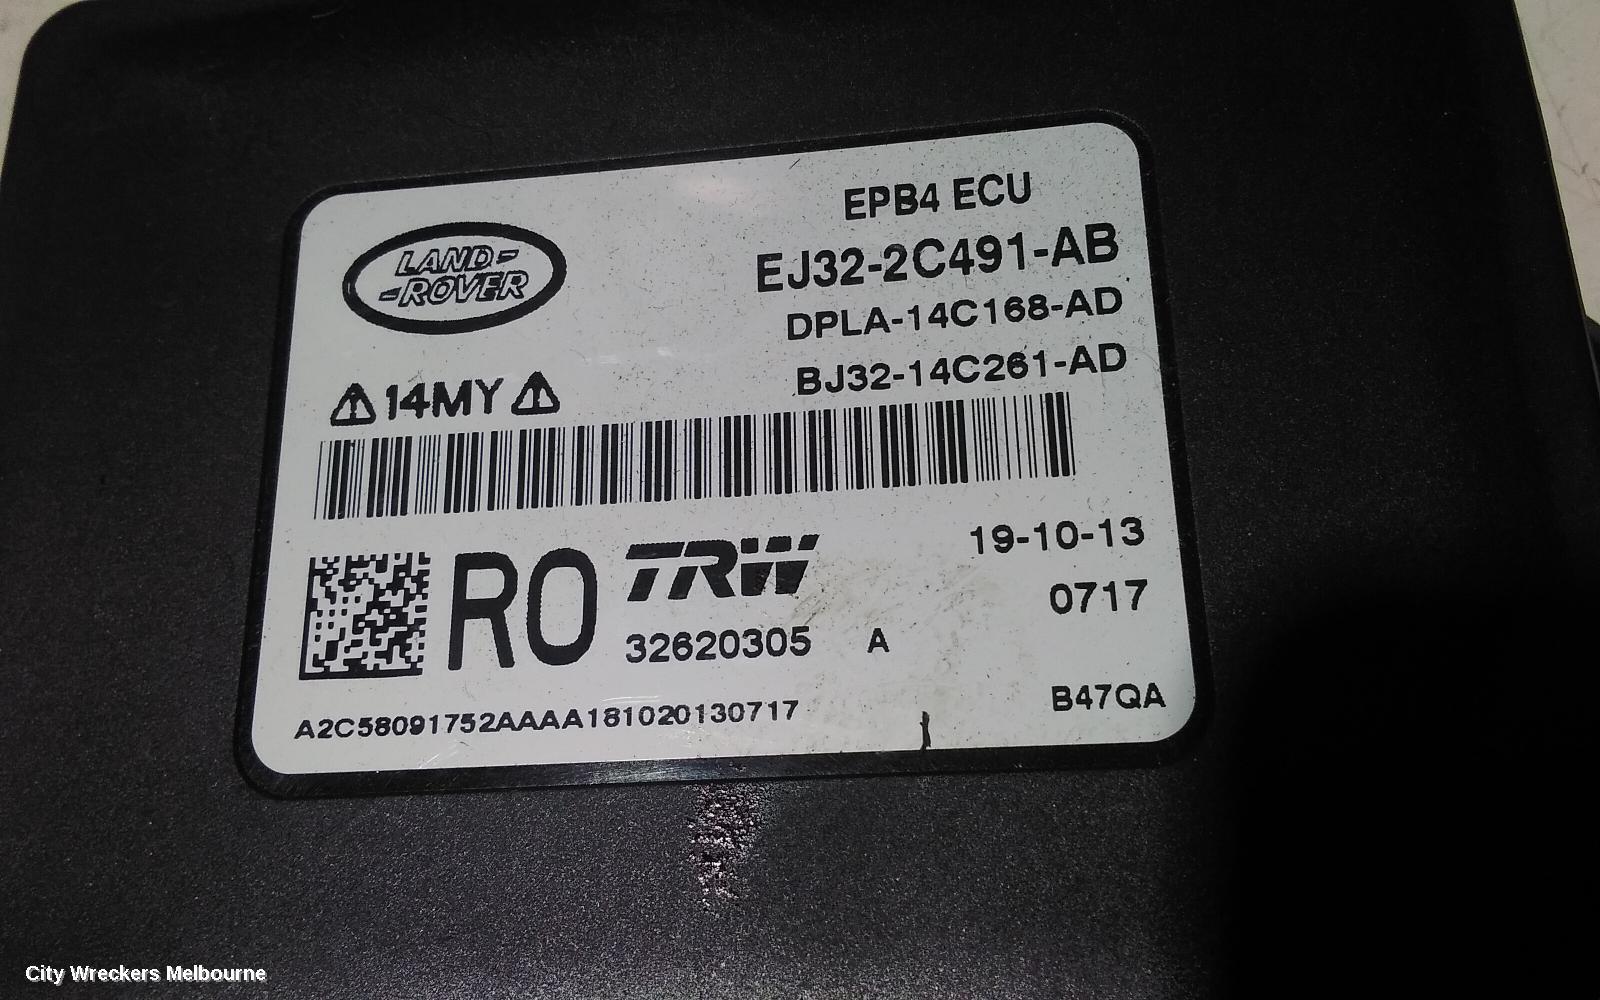 LAND-
-ROVER
EPB4 ECU
EJ32-2C491-AB
DPLA-14C168-AD
BJ32-14C261-AD
14MY
RO
TRW
19-10-13
0717
32620305 A
B47QA
A2C58091752AAAA181020130717
City Wreckers Melbourne